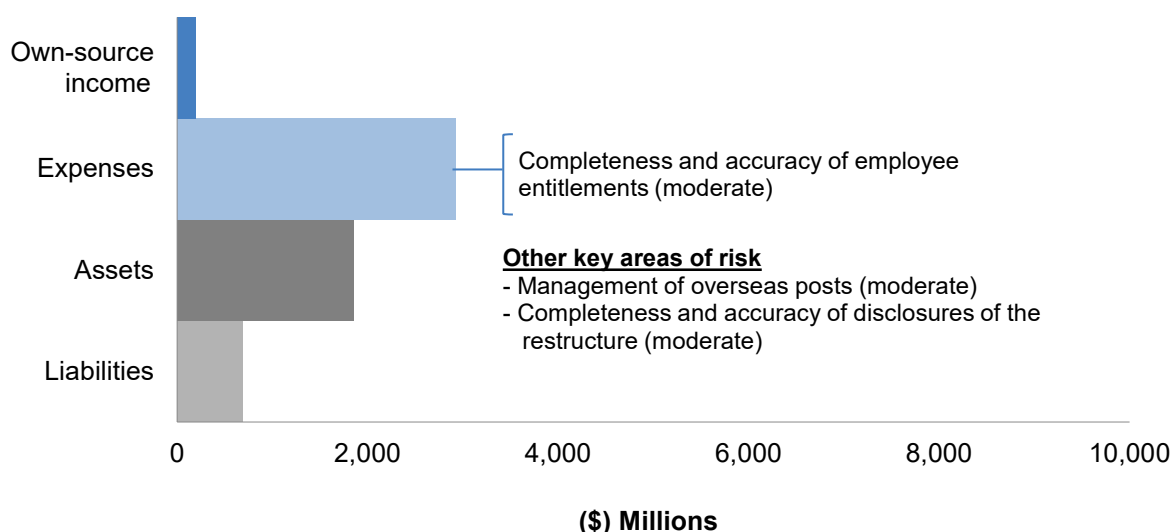 Own-source
income
Expenses
Completeness and accuracy of employee
entitlements (moderate)
Assets
Other key areas of risk
- Management of overseas posts (moderate)
- Completeness and accuracy of disclosures of the
restructure (moderate)
Liabilities
0 2,000 4,000 6,000 8,000 10,000
($) Millions